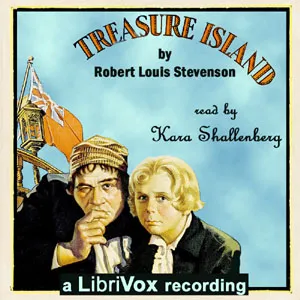 TREASURE ISLAND
by
Robert Louis Stevenson
read by
Kara Shallenberg
a LibriVox recording